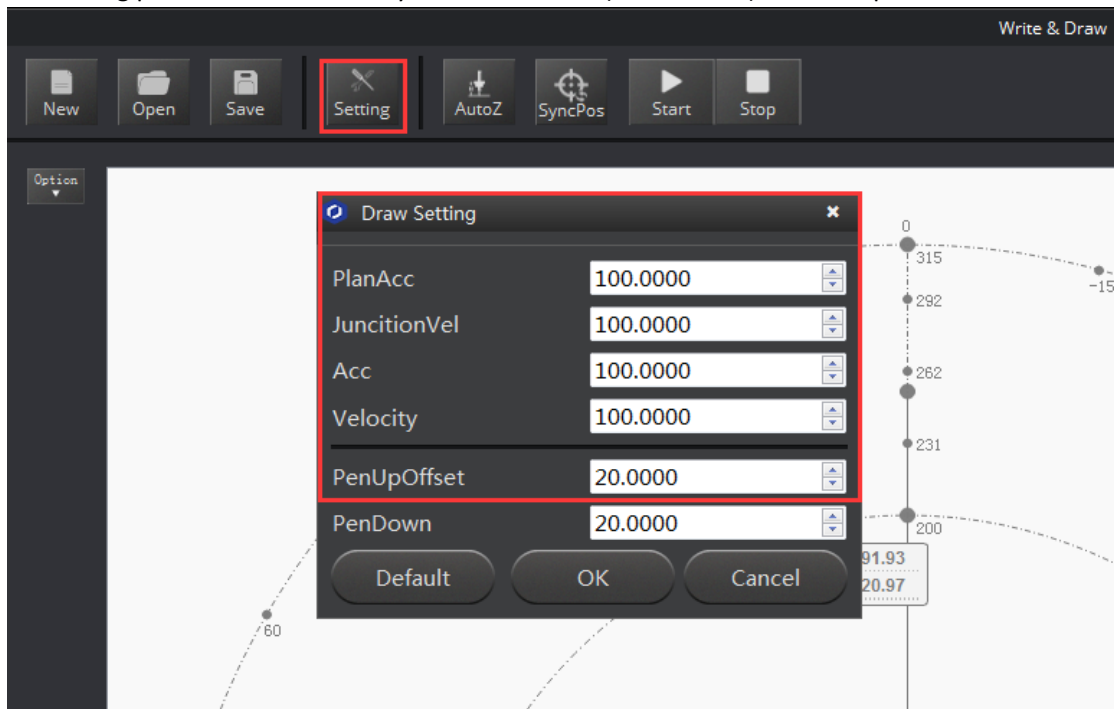 Write & Draw
New Open Save Setting AutoZ SyncPos Start Stop
Option
Draw Setting
0
315
-15
292
262
231
200
PlanAcc 100.0000
JuncitionVel 100.0000
Acc 100.0000
Velocity 100.0000
PenUpOffset 20.0000
PenDown 20.0000
Default OK Cancel
91.93
20.97
60